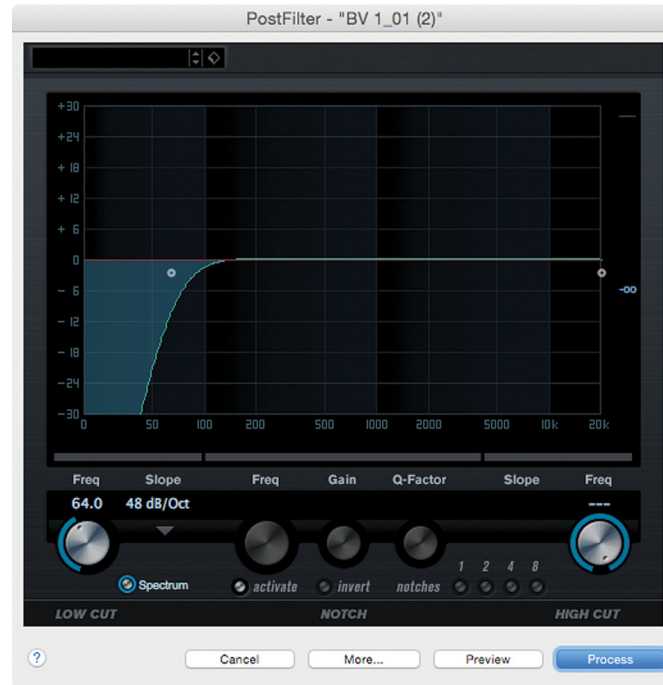 PostFilter - "BV 1_01 (2)"
+30
+24
+ 18
+ 12
+ 6
0
- 6
- 12
- 18
-24
-30
-∞
0 50 100 200 500 1000 2000 5000 10k 20k
Freq Slope Freq Gain Q-Factor Slope Freq
64.0 48 dB/Oct ---
1 2 4 8
Spectrum activate invert notches
LOW CUT NOTCH HIGH CUT
? Cancel More... Preview Process